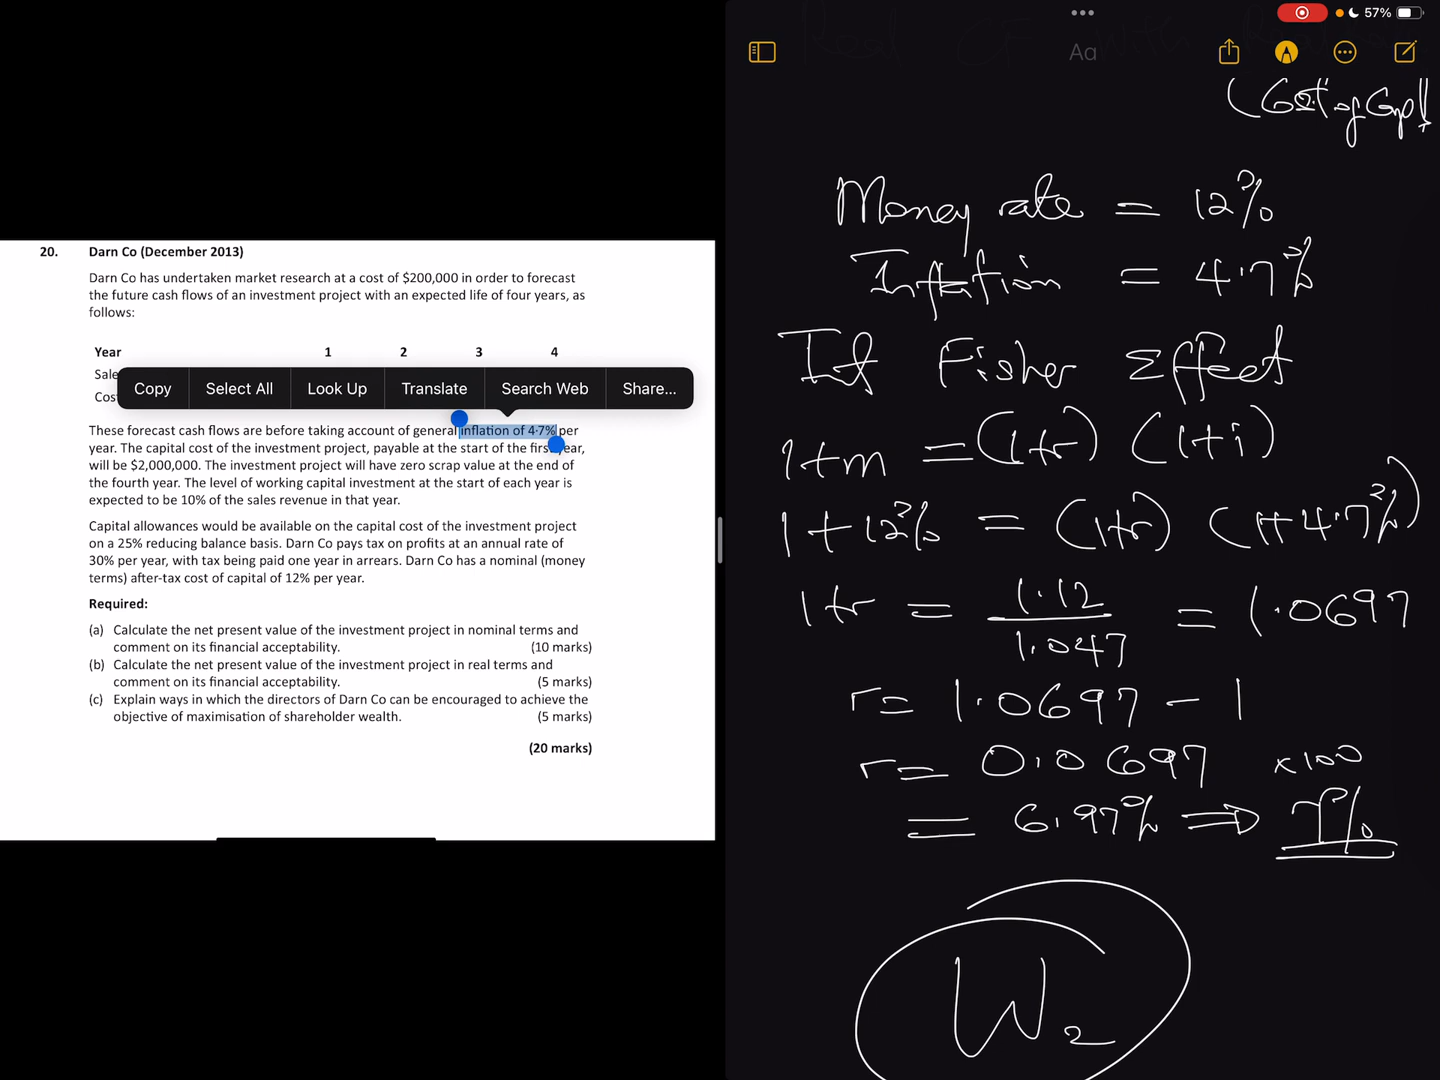 57%
Aa
20. Darn Co (December 2013)
Darn Co has undertaken market research at a cost of $200,000 in order to forecast
the future cash flows of an investment project with an expected life of four years, as
follows:
Year 1 2 3 4
Sale
Cos
Copy Select All Look Up Translate Search Web Share...
These forecast cash flows are before taking account of general inflation of 4·7% per
year. The capital cost of the investment project, payable at the start of the first year,
will be $2,000,000. The investment project will have zero scrap value at the end of
the fourth year. The level of working capital investment at the start of each year is
expected to be 10% of the sales revenue in that year.
Capital allowances would be available on the capital cost of the investment project
on a 25% reducing balance basis. Darn Co pays tax on profits at an annual rate of
30% per year, with tax being paid one year in arrears. Darn Co has a nominal (money
terms) after-tax cost of capital of 12% per year.
Required:
(a) Calculate the net present value of the investment project in nominal terms and
comment on its financial acceptability. (10 marks)
(b) Calculate the net present value of the investment project in real terms and
comment on its financial acceptability. (5 marks)
(c) Explain ways in which the directors of Darn Co can be encouraged to achieve the
objective of maximisation of shareholder wealth. (5 marks)
(20 marks)
Real CF with
(Cost of
Money rate = 12%
Inflation = 4.7%
Fisher Effect
1+m = (1+r) (1+i)
1+12% = (1+r) (1+4.7%)
1+r = 1.12 / 1.047 = 1.0697
r = 1.0697 - 1
r = 0.0697 x100
= 6.97% ⇒ 7%
W2